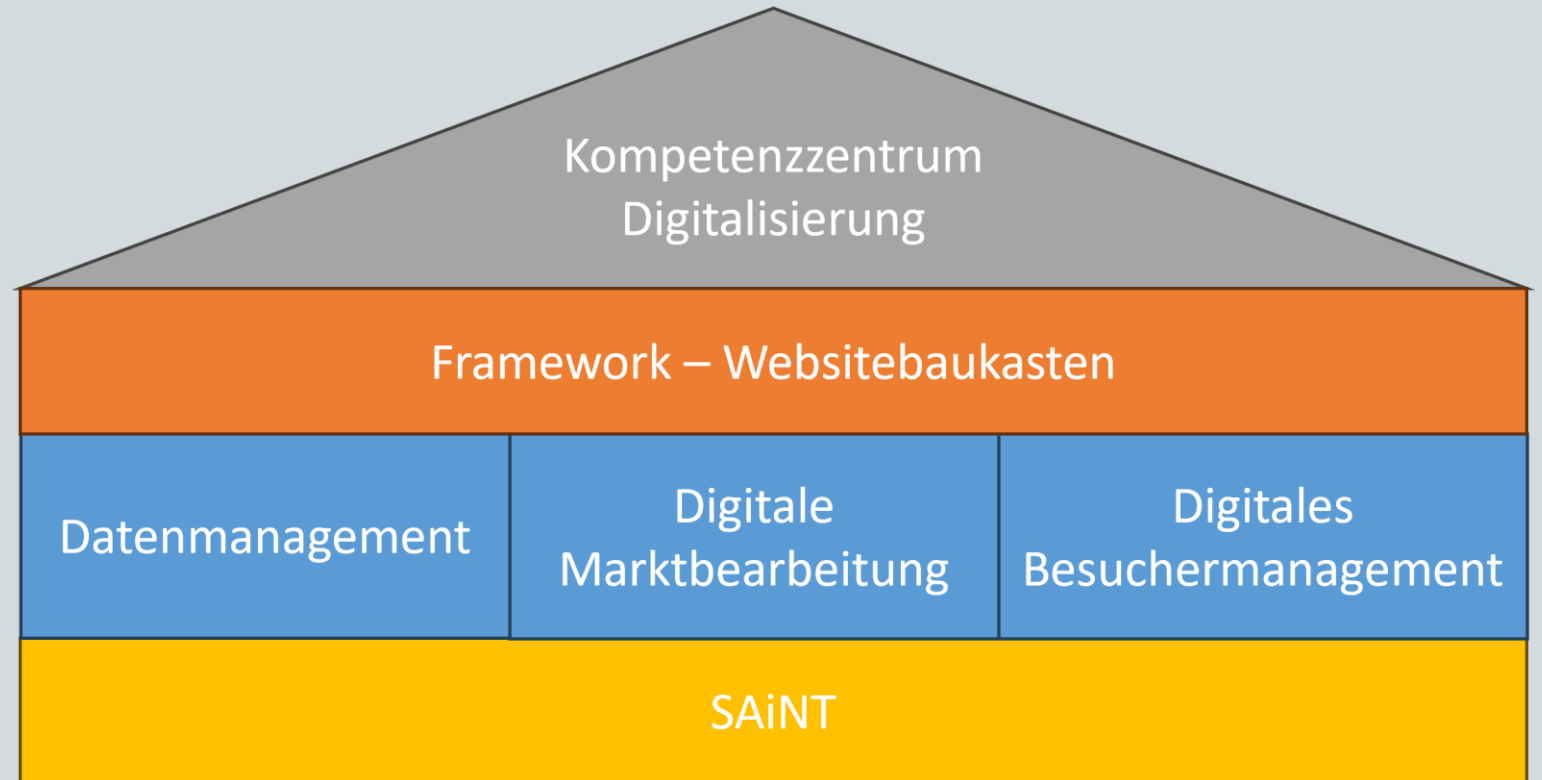 Kompetenzzentrum
Digitalisierung
Framework – Websitebaukasten
Datenmanagement
Digitale
Marktbearbeitung
Digitales
Besuchermanagement
SAiNT